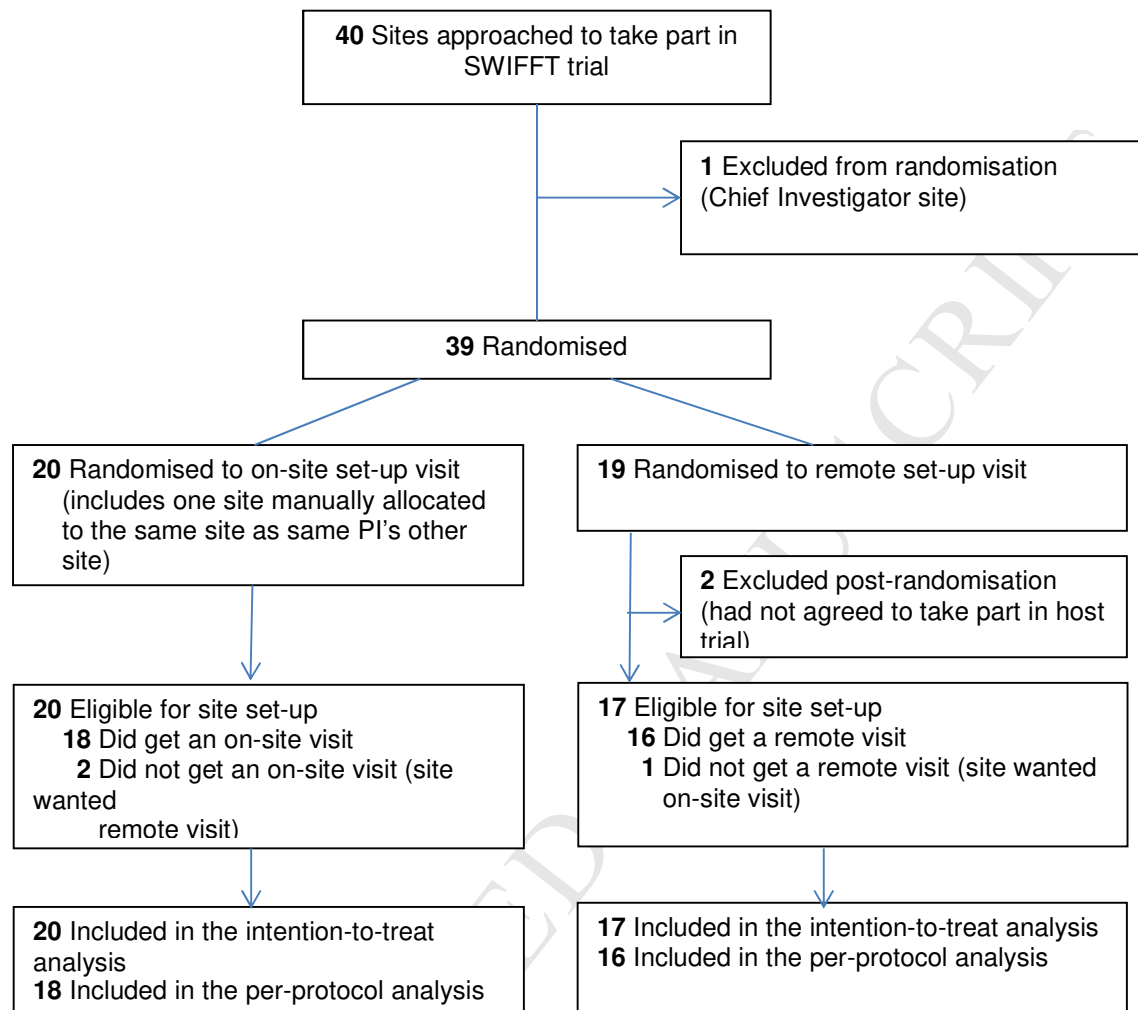 40 Sites approached to take part in
SWIFFT trial
1 Excluded from randomisation
(Chief Investigator site)
39 Randomised
20 Randomised to on-site set-up visit
(includes one site manually allocated
to the same site as same PI's other
site)
19 Randomised to remote set-up visit
2 Excluded post-randomisation
(had not agreed to take part in host
trial)
20 Eligible for site set-up
18 Did get an on-site visit
2 Did not get an on-site visit (site
wanted
remote visit)
17 Eligible for site set-up
16 Did get a remote visit
1 Did not get a remote visit (site wanted
on-site visit)
20 Included in the intention-to-treat
analysis
18 Included in the per-protocol analysis
17 Included in the intention-to-treat analysis
16 Included in the per-protocol analysis